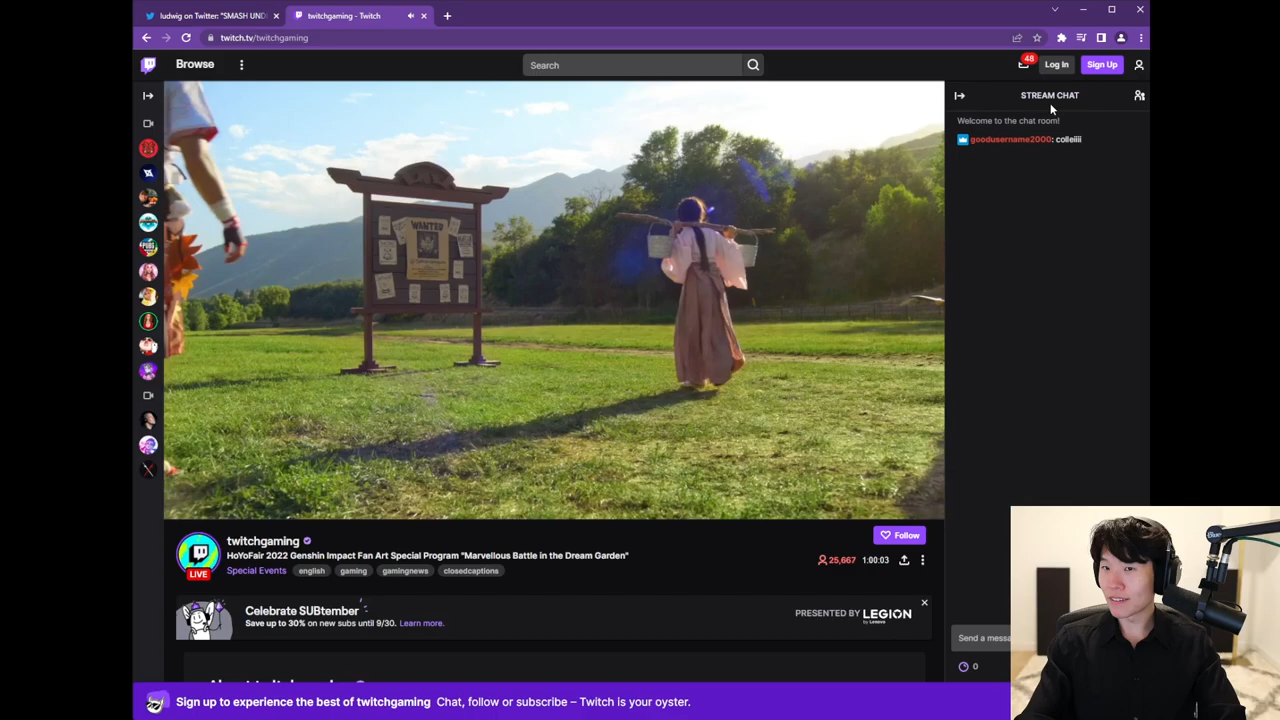 ludwig on Twitter: "SMASH UND
twitchgaming - Twitch
twitch.tv/twitchgaming
Browse
Search
48
Log In
Sign Up
STREAM CHAT
Welcome to the chat room!
goodusername2000: colleiiii
WANTED
twitchgaming
HoYoFair 2022 Genshin Impact Fan Art Special Program "Marvellous Battle in the Dream Garden"
LIVE
Special Events
english
gaming
gamingnews
closedcaptions
Follow
25,667
1:00:03
Celebrate SUBtember
Save up to 30% on new subs until 9/30. Learn more.
PRESENTED BY LEGION
by Lenovo
Send a messa
0
Sign up to experience the best of twitchgaming Chat, follow or subscribe – Twitch is your oyster.